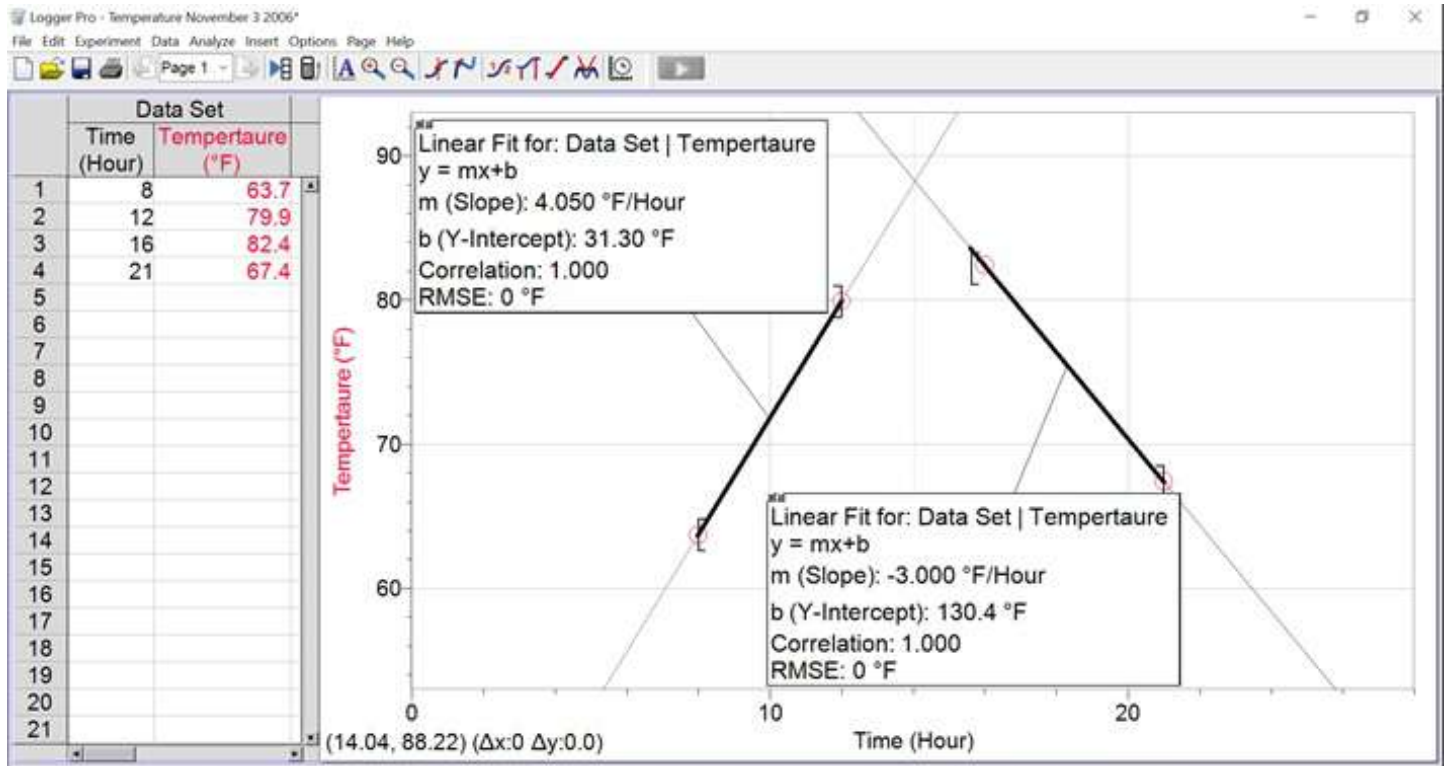 Logger Pro - Temperature November 3 2006*
File Edit Experiment Data Analyze Insert Options Page Help
Page 1
A
Data Set
Time Tempertaure
(Hour) (°F)
1 8 63.7
2 12 79.9
3 16 82.4
4 21 67.4
5
6
7
8
9
10
11
12
13
14
15
16
17
18
19
20
21
Linear Fit for: Data Set | Tempertaure
y = mx+b
m (Slope): 4.050 °F/Hour
b (Y-Intercept): 31.30 °F
Correlation: 1.000
RMSE: 0 °F
90
80
70
60
Tempertaure (°F)
Linear Fit for: Data Set | Tempertaure
y = mx+b
m (Slope): -3.000 °F/Hour
b (Y-Intercept): 130.4 °F
Correlation: 1.000
RMSE: 0 °F
0 10 20
(14.04, 88.22) (Δx:0 Δy:0.0) Time (Hour)